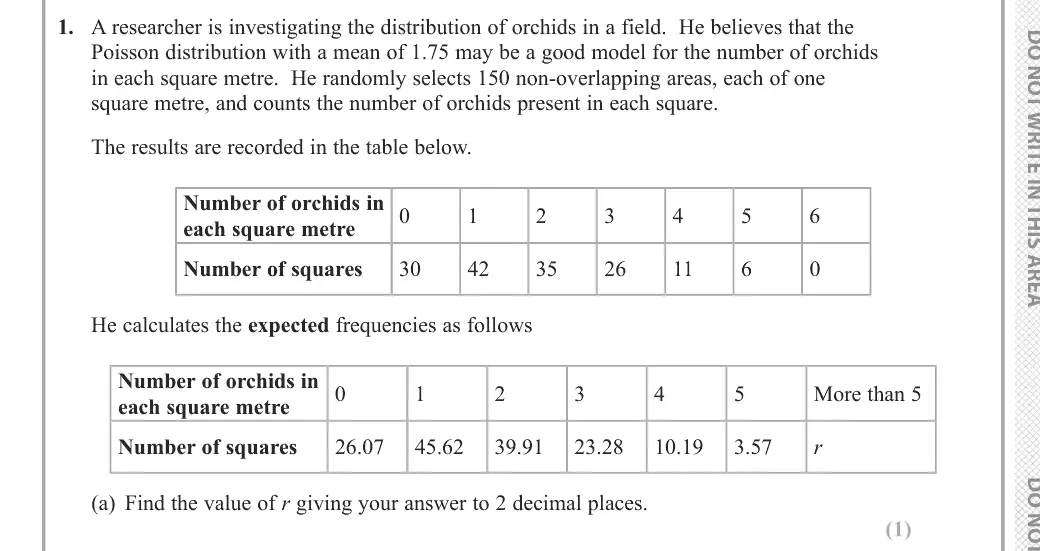 1. A researcher is investigating the distribution of orchids in a field. He believes that the
Poisson distribution with a mean of 1.75 may be a good model for the number of orchids
in each square metre. He randomly selects 150 non-overlapping areas, each of one
square metre, and counts the number of orchids present in each square.
The results are recorded in the table below.
Number of orchids in
each square metre 0 1 2 3 4 5 6
Number of squares 30 42 35 26 11 6 0
He calculates the expected frequencies as follows
Number of orchids in
each square metre 0 1 2 3 4 5 More than 5
Number of squares 26.07 45.62 39.91 23.28 10.19 3.57 r
(a) Find the value of r giving your answer to 2 decimal places.
(1)
DO NOT WRITE IN THIS AREA
DO NOT